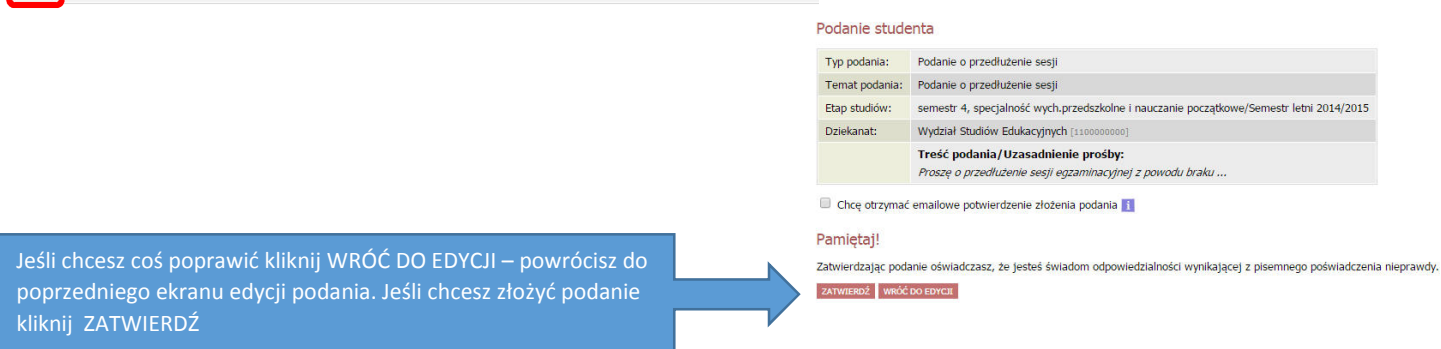 Podanie studenta
Typ podania: Podanie o przedłużenie sesji
Temat podania: Podanie o przedłużenie sesji
Etap studiów: semestr 4, specjalność wych.przedszkolne i nauczanie początkowe/Semestr letni 2014/2015
Dziekanat: Wydział Studiów Edukacyjnych [1100000000]
Treść podania/Uzasadnienie prośby:
Proszę o przedłużenie sesji egzaminacyjnej z powodu braku ...
Chcę otrzymać emailowe potwierdzenie złożenia podania i
Pamiętaj!
Zatwierdzając podanie oświadczasz, że jesteś świadom odpowiedzialności wynikającej z pisemnego poświadczenia nieprawdy.
ZATWIERDŹ WRÓĆ DO EDYCJI
Jeśli chcesz coś poprawić kliknij WRÓĆ DO EDYCJI – powrócisz do
poprzedniego ekranu edycji podania. Jeśli chcesz złożyć podanie
kliknij ZATWIERDŹ